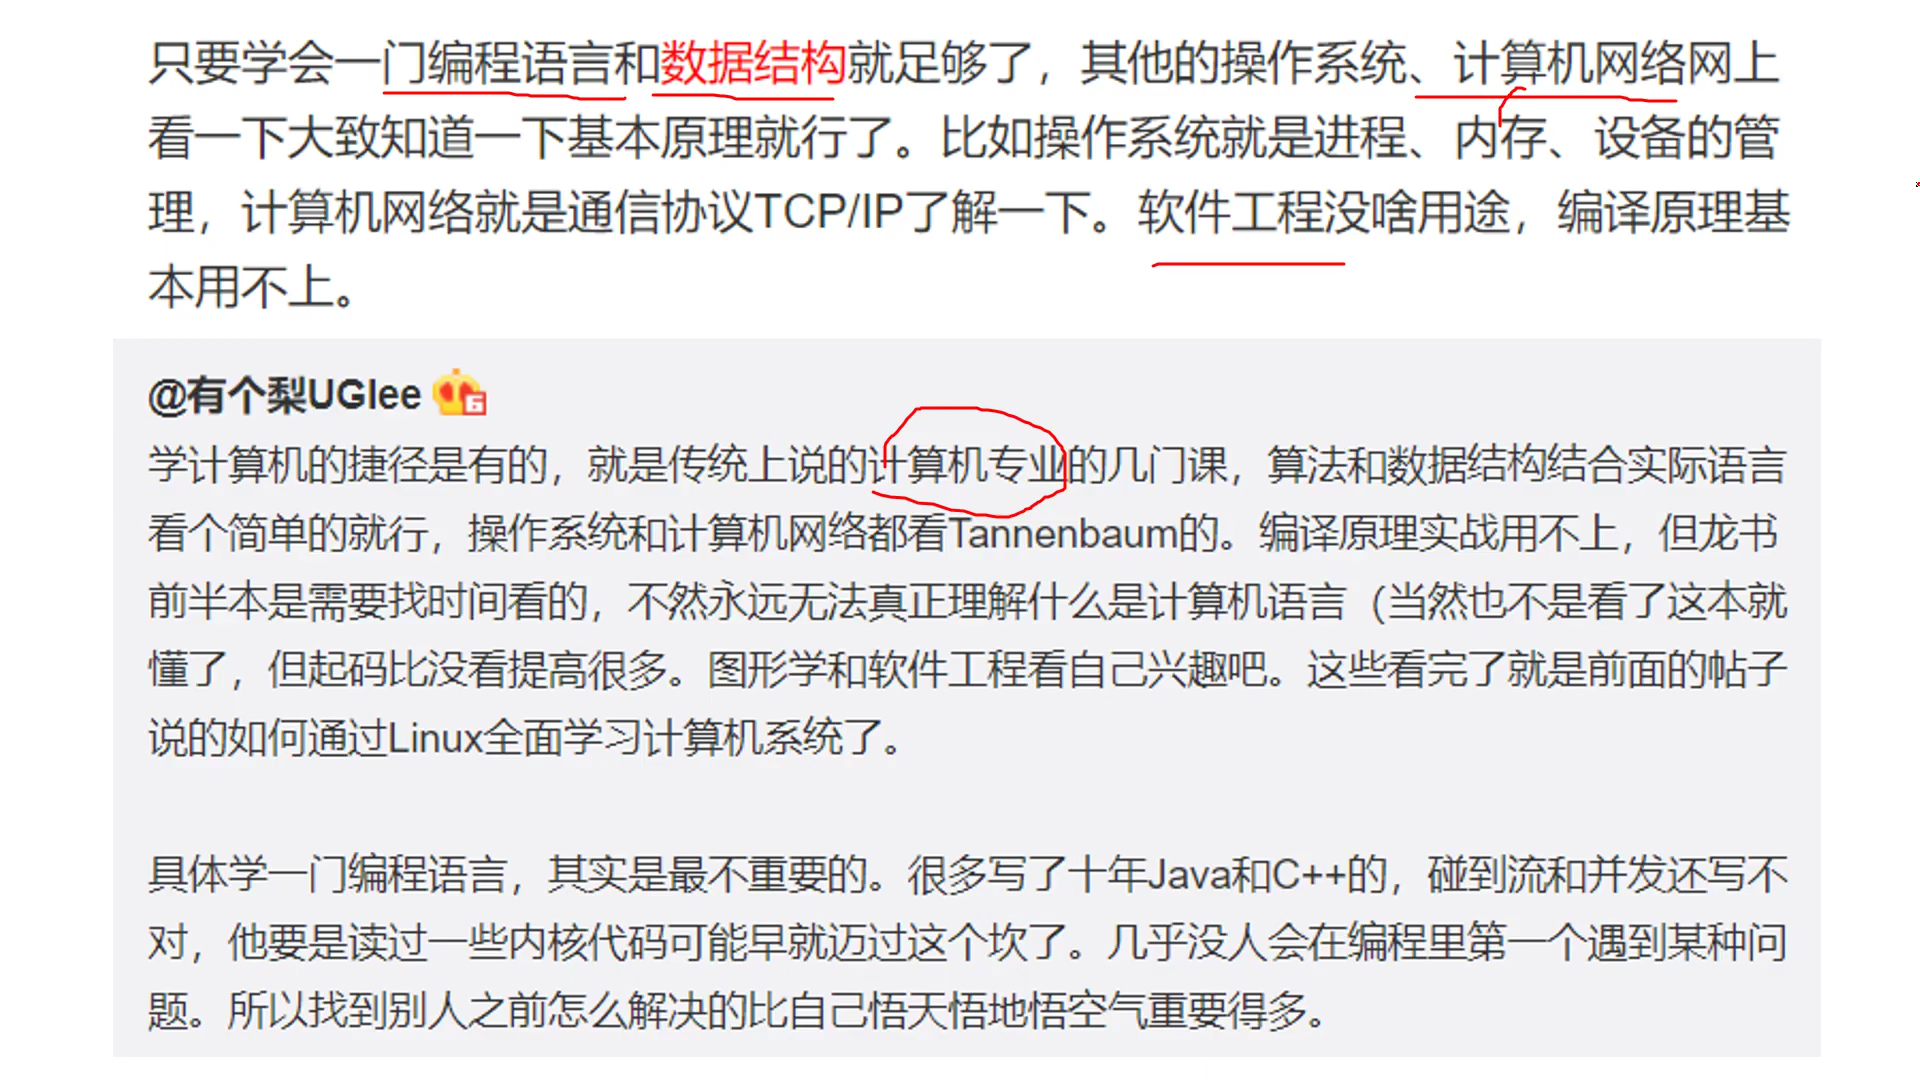 只要学会一门编程语言和数据结构就足够了，其他的操作系统、计算机网络网上
看一下大致知道一下基本原理就行了。比如操作系统就是进程、内存、设备的管
理，计算机网络就是通信协议TCP/IP了解一下。软件工程没啥用途，编译原理基
本用不上。
@有个梨UGlee 6
学计算机的捷径是有的，就是传统上说的计算机专业的几门课，算法和数据结构结合实际语言
看个简单的就行，操作系统和计算机网络都看Tannenbaum的。编译原理实战用不上，但龙书
前半本是需要找时间看的，不然永远无法真正理解什么是计算机语言（当然也不是看了这本就
懂了，但起码比没看提高很多。图形学和软件工程看自己兴趣吧。这些看完了就是前面的帖子
说的如何通过Linux全面学习计算机系统了。
具体学一门编程语言，其实是最不重要的。很多写了十年Java和C++的，碰到流和并发还写不
对，他要是读过一些内核代码可能早就迈过这个坎了。几乎没人会在编程里第一个遇到某种问
题。所以找到别人之前怎么解决的比自己悟天悟地悟空气重要得多。